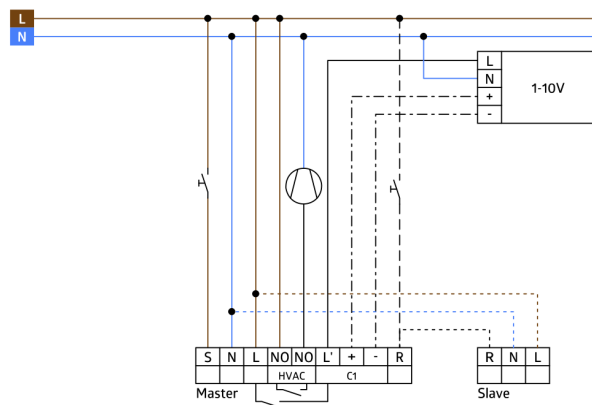 L
N
L
N
+
-
1-10V
S N L NO NO L' + - R
HVAC C1
Master
R N L
Slave